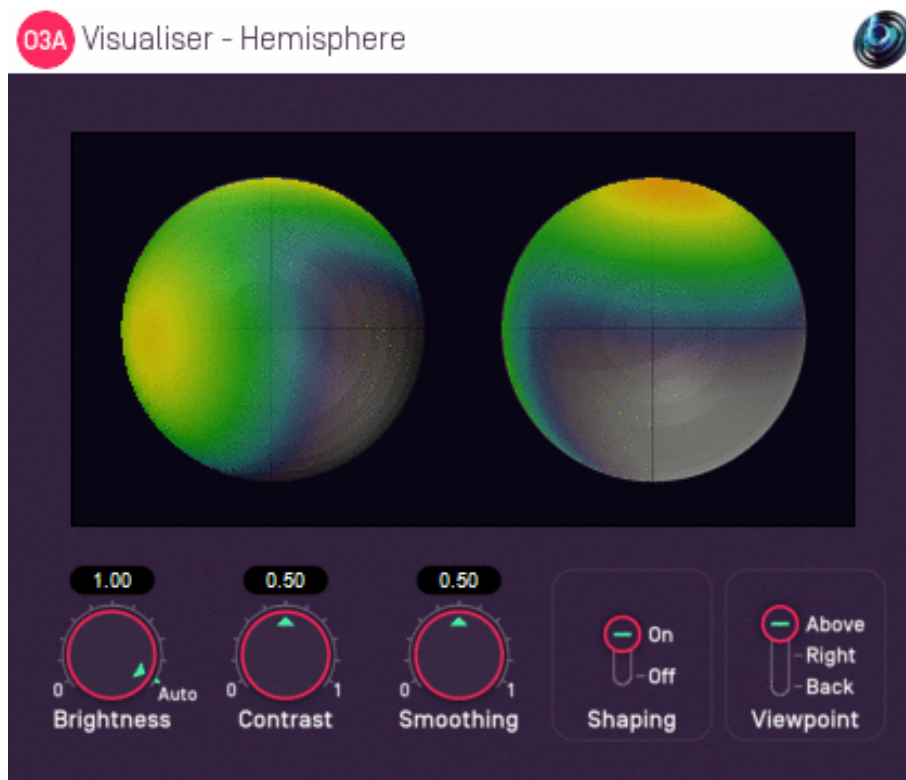 O3A Visualiser - Hemisphere
1.00 0.50 0.50
On
Off
Above
Right
Back
0 Auto 0 1 0 1
Brightness Contrast Smoothing Shaping Viewpoint